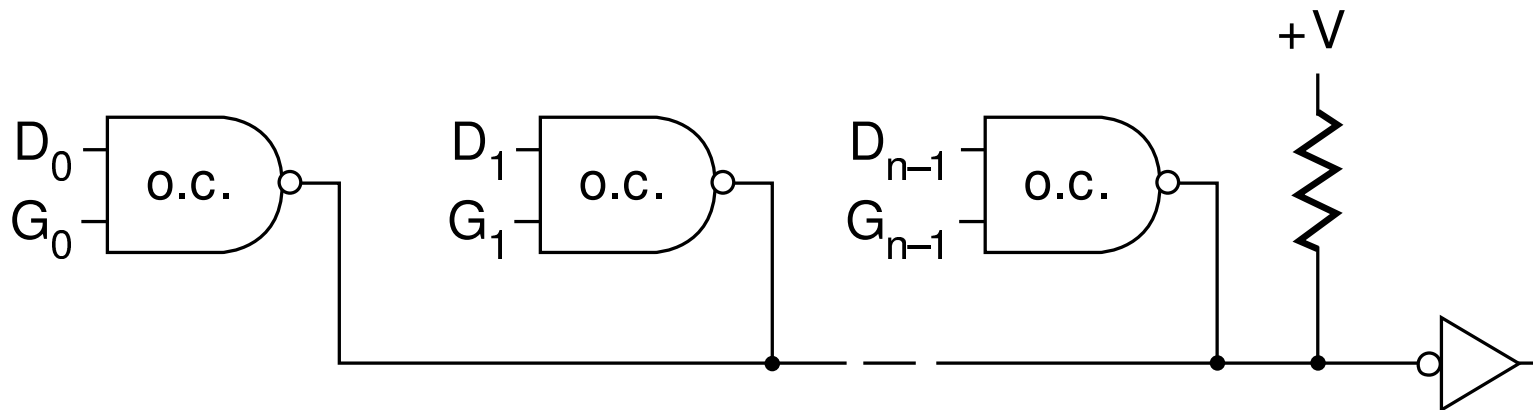 +V
D₀ o.c. D₁ o.c. Dₙ₋₁ o.c.
G₀ G₁ Gₙ₋₁